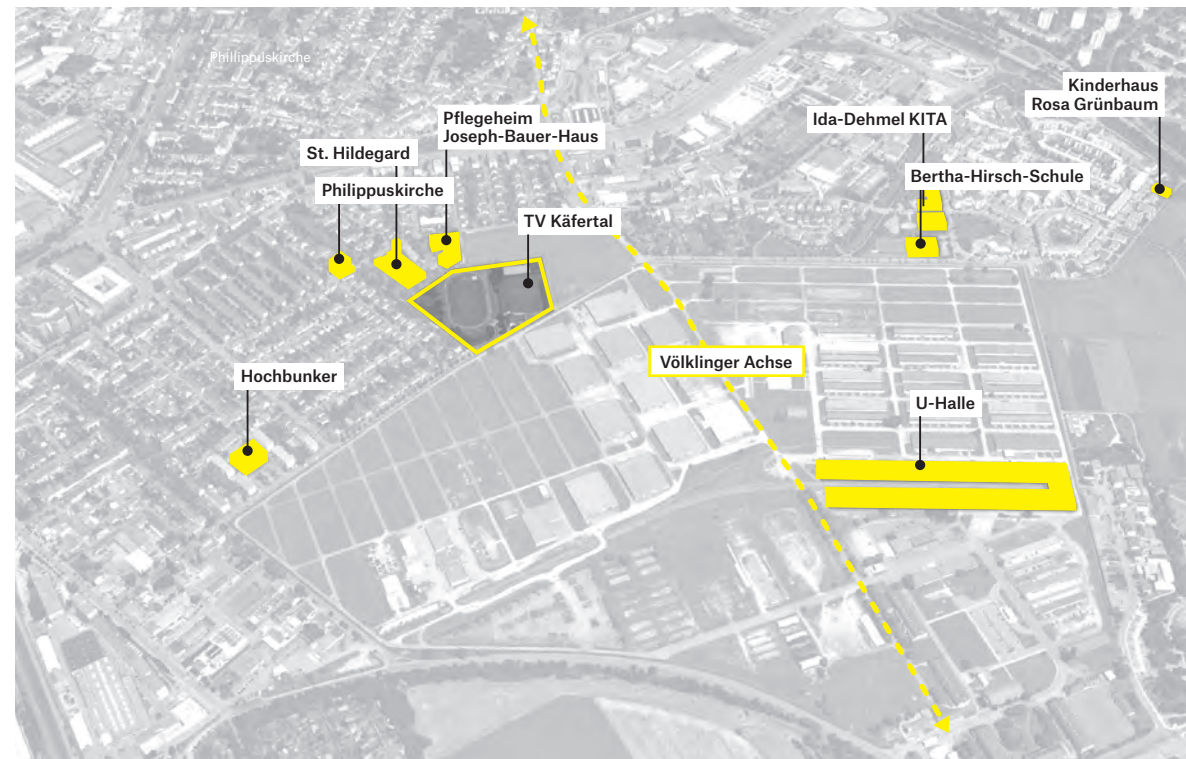 Phillippuskirche
Kinderhaus
Rosa Grünbaum
Pflegeheim
Joseph-Bauer-Haus
Ida-Dehmel KITA
St. Hildegard
Bertha-Hirsch-Schule
Philippuskirche
TV Käfertal
Völklinger Achse
Hochbunker
U-Halle